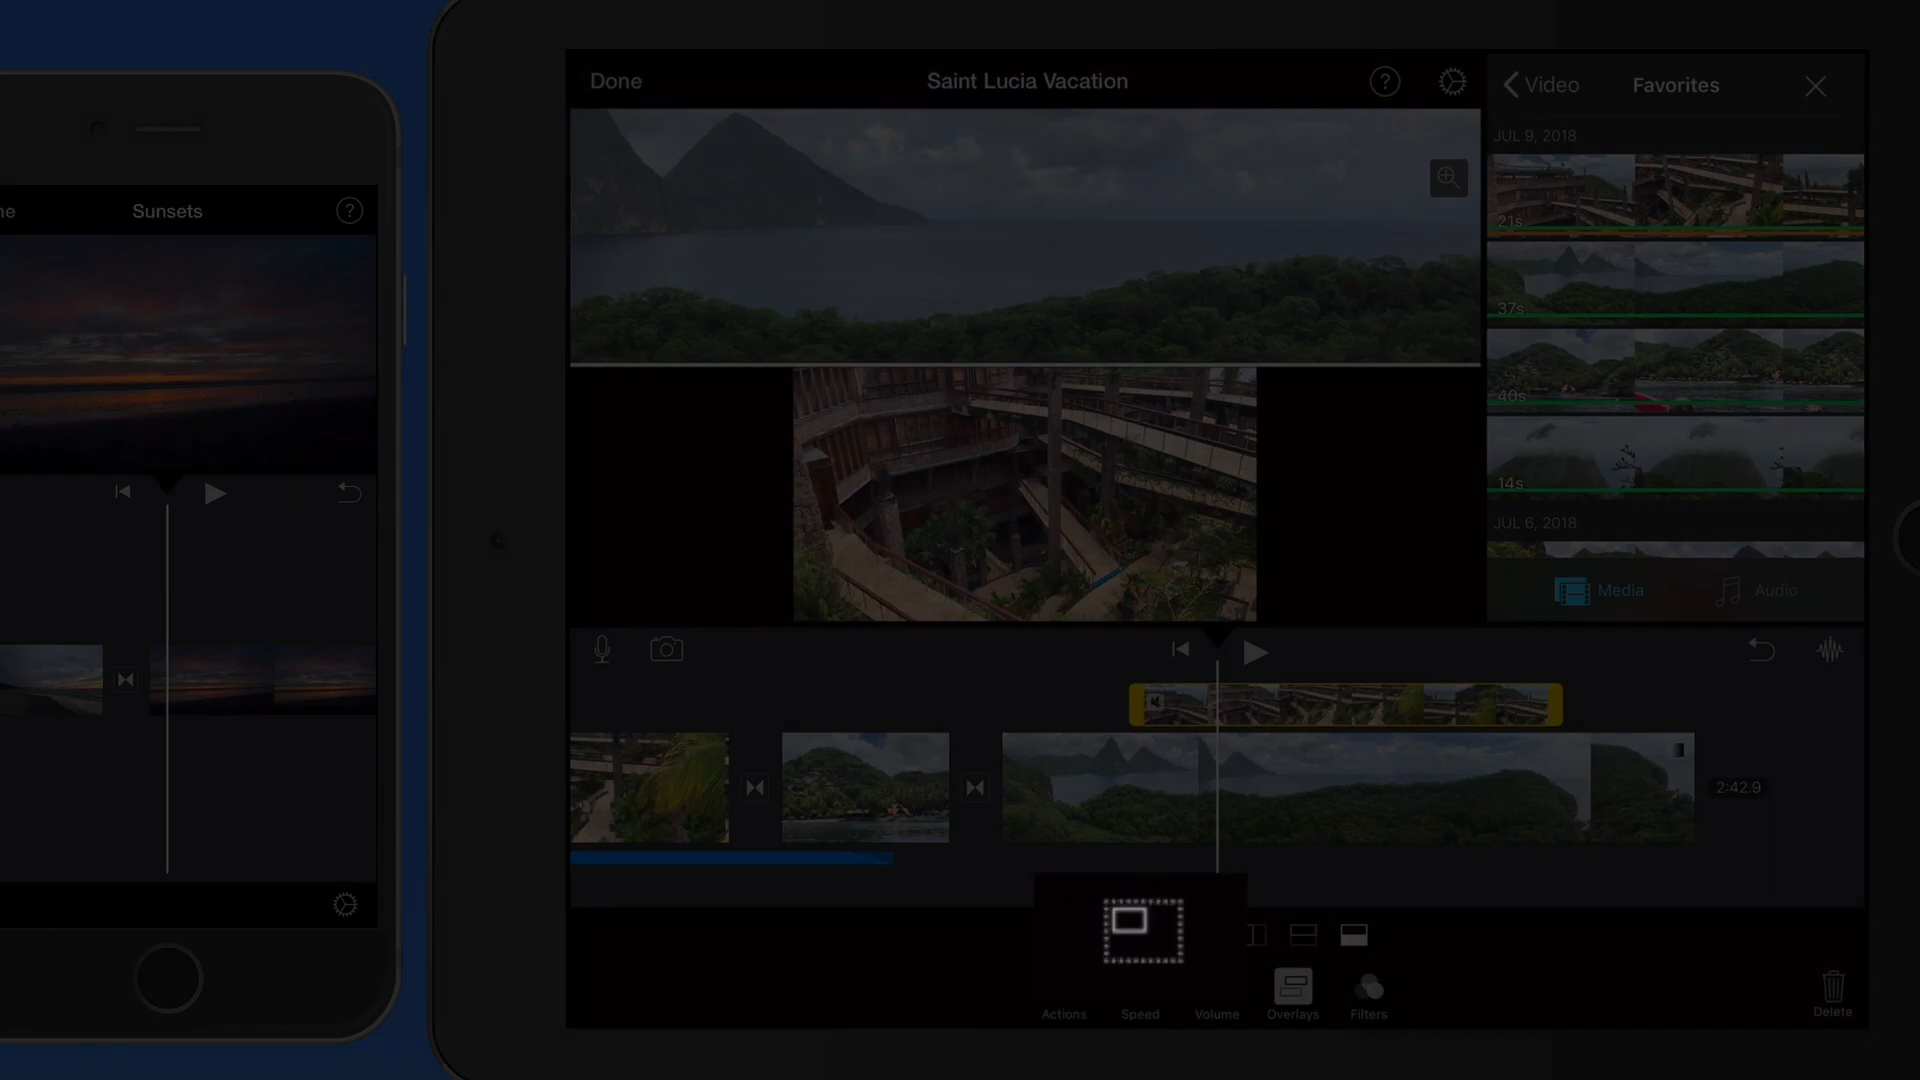 ne
Sunsets
?
Done
Saint Lucia Vacation
?
Video
Favorites
JUL 9, 2018
21s
37s
40s
14s
JUL 6, 2018
Media
Audio
2:42.9
Actions
Speed
Volume
Overlays
Filters
Delete